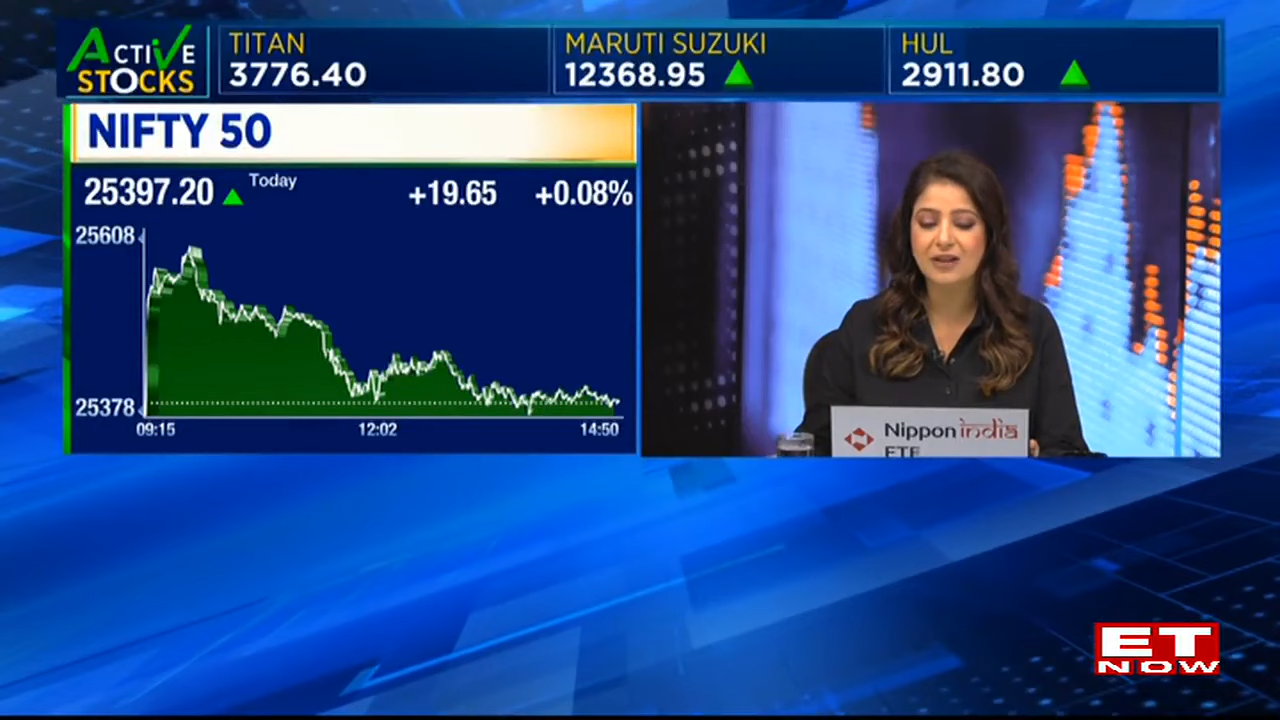 ACTIVE
STOCKS
TITAN
3776.40
MARUTI SUZUKI
12368.95
HUL
2911.80
NIFTY 50
25397.20
Today
+19.65
+0.08%
25608
25378
09:15
12:02
14:50
Nippon india
ETF
ET
NOW